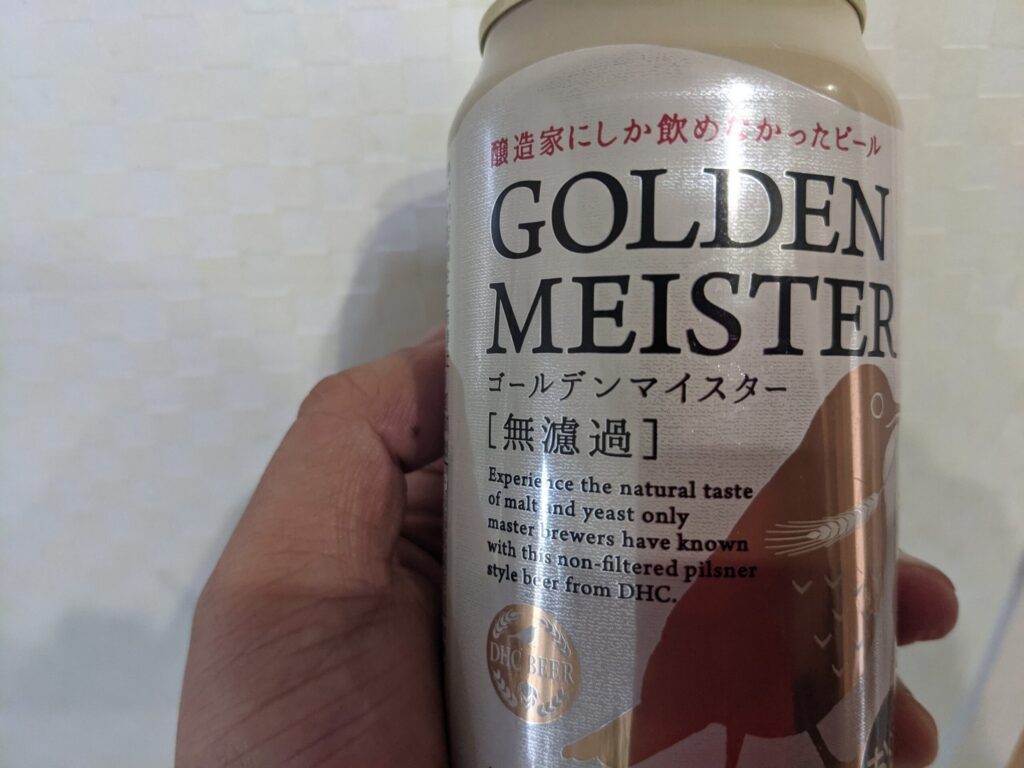 醸造家にしか飲めなかったビール
GOLDEN
MEISTER
ゴールデンマイスター
[無濾過]
Experience the natural taste
of malt and yeast only
master brewers have known
with this non-filtered pilsner
style beer from DHC.
DHC BEER